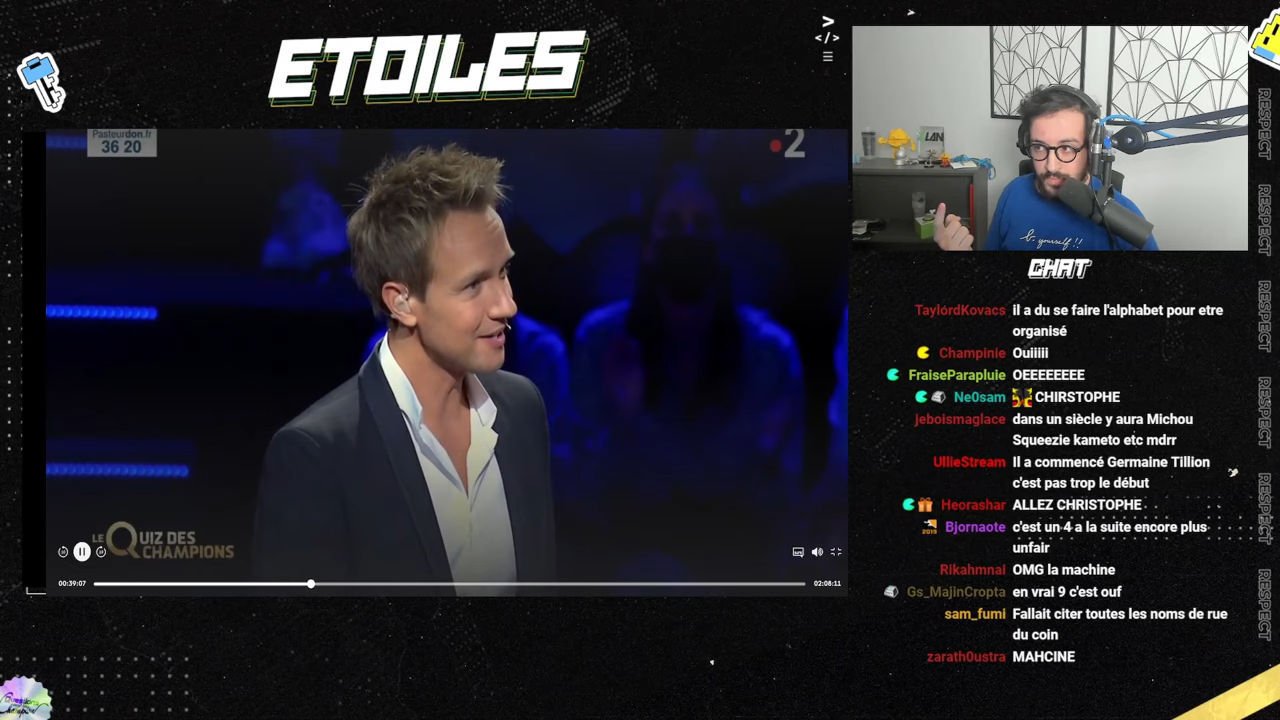 ETOILES
>
</>
Pasteurdon.fr
36 20
2
LAN
b. yourself !!
LE QUIZ DES
CHAMPIONS
00:39:07
02:08:11
CHAT
TaylordKovacs il a du se faire l'alphabet pour etre
organisé
Champinie Ouiiiii
FraiseParapluie OEEEEEEEE
Ne0sam CHIRSTOPHE
jeboismaglace dans un siècle y aura Michou
Squeezie kameto etc mdrr
UllieStream Il a commencé Germaine Tillion
c'est pas trop le début
Heorashar ALLEZ CHRISTOPHE
Bjornaote c'est un 4 a la suite encore plus
unfair
Rikahmnai OMG la machine
Gs_MajinCropta en vrai 9 c'est ouf
sam_fumi Fallait citer toutes les noms de rue
du coin
zarath0ustra MAHCINE
RESPECT
RESPECT
RESPECT
RESPECT
RESPECT
RESPECT